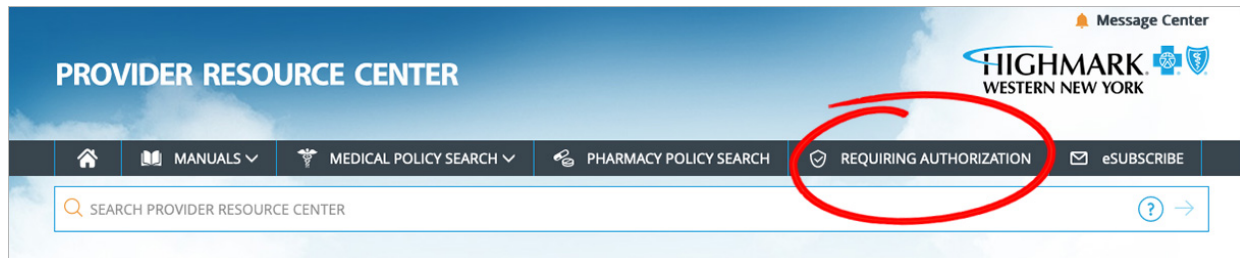 Message Center
PROVIDER RESOURCE CENTER
HIGHMARK
WESTERN NEW YORK
MANUALS MEDICAL POLICY SEARCH PHARMACY POLICY SEARCH REQUIRING AUTHORIZATION eSUBSCRIBE
SEARCH PROVIDER RESOURCE CENTER ?